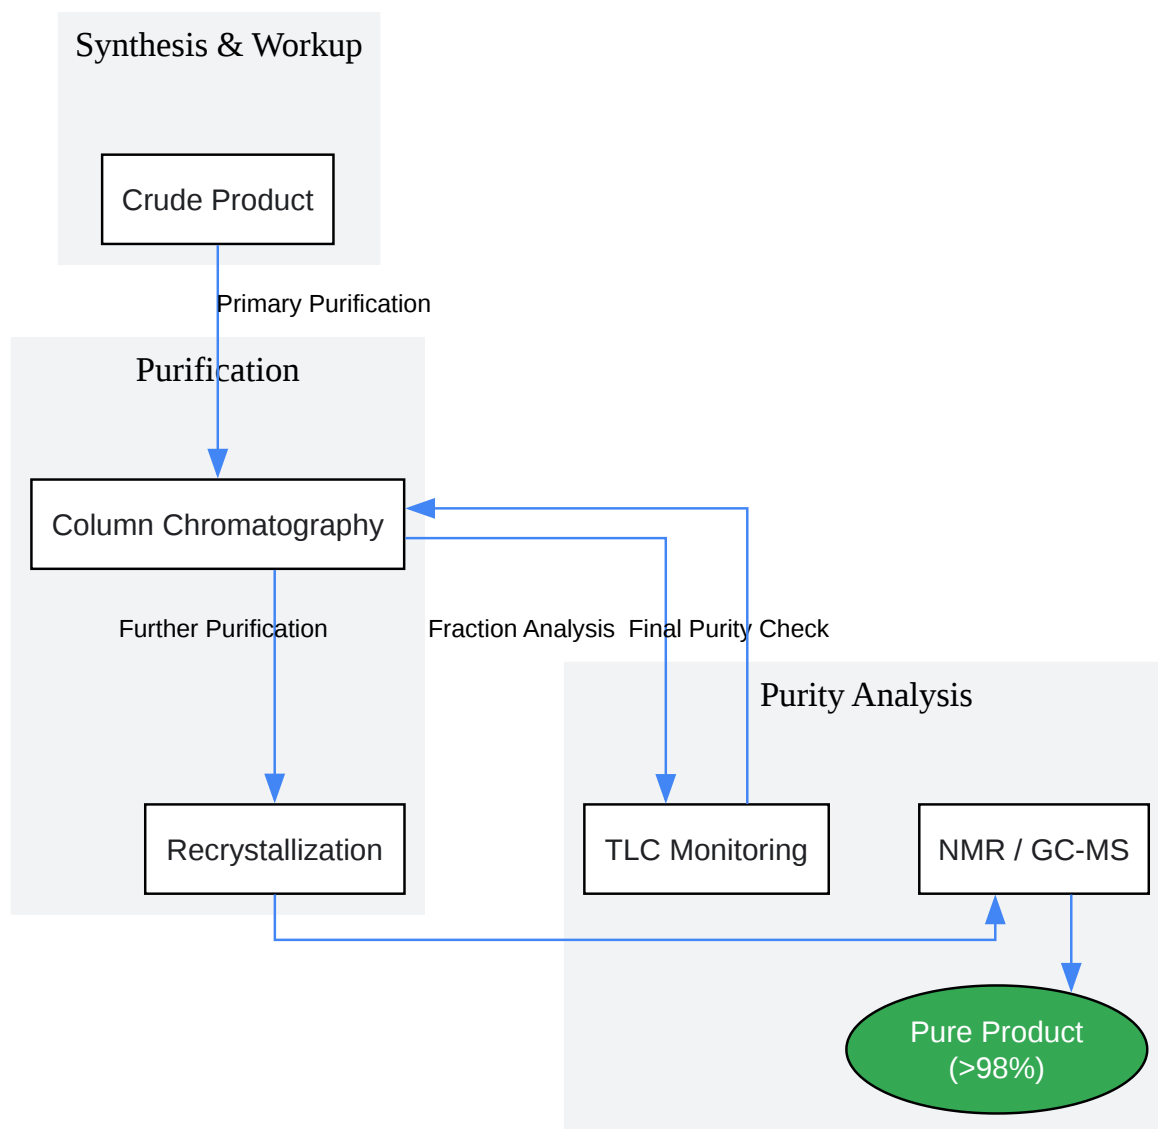 Synthesis & Workup
Crude Product
Primary Purification
Purification
Column Chromatography
Further Purification
Fraction Analysis
Final Purity Check
Purity Analysis
Recrystallization
TLC Monitoring
NMR / GC-MS
Pure Product
(>98%)